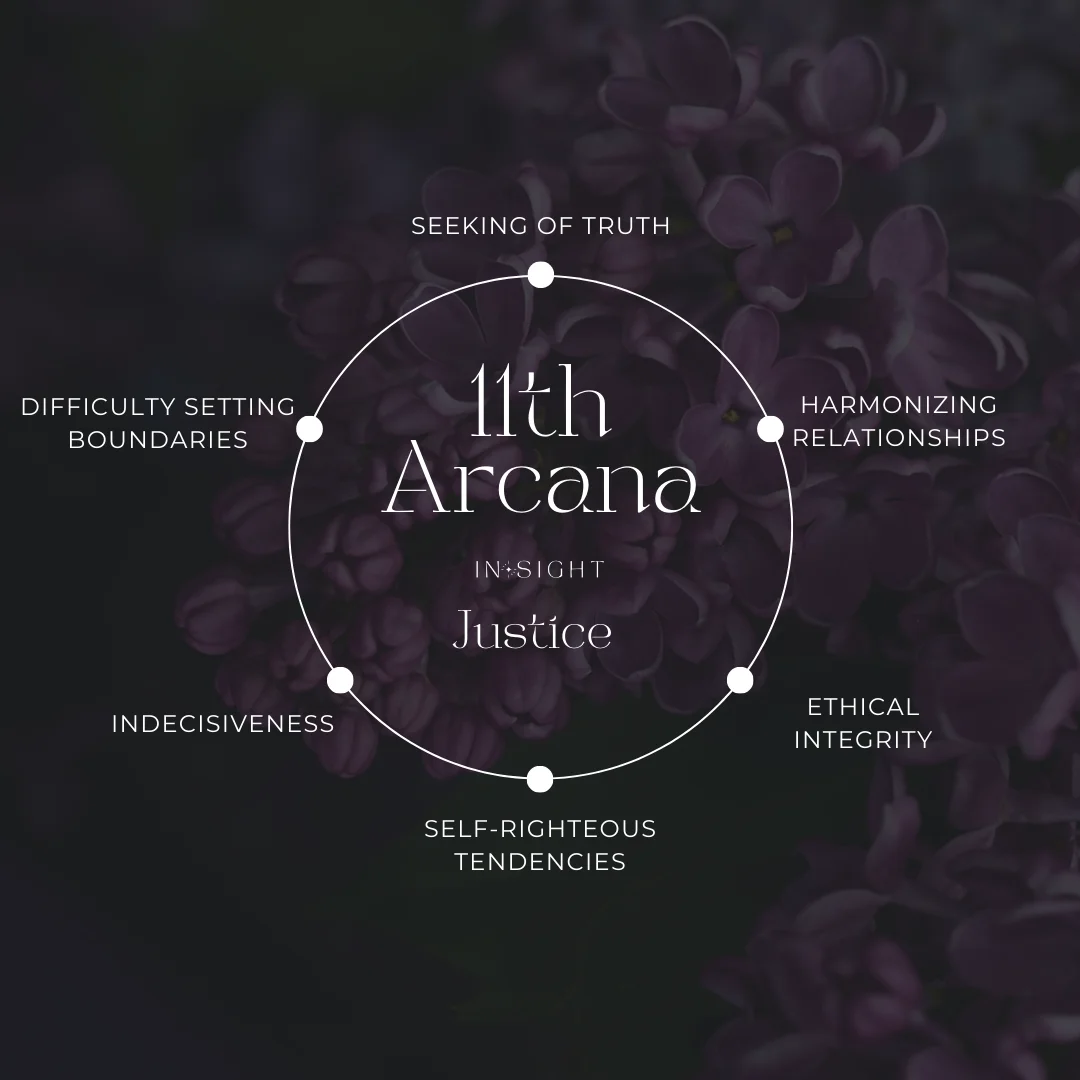 SEEKING OF TRUTH
DIFFICULTY SETTING
BOUNDARIES
HARMONIZING
RELATIONSHIPS
11th
Arcana
IN SIGHT
Justice
INDECISIVENESS
ETHICAL
INTEGRITY
SELF-RIGHTEOUS
TENDENCIES